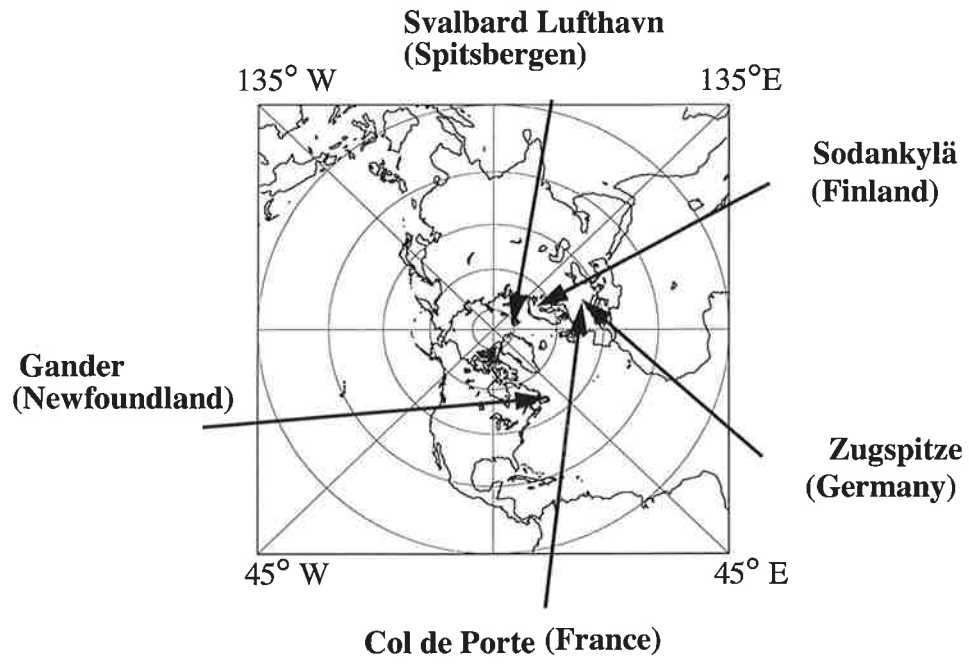 Svalbard Lufthavn
(Spitsbergen)
135° W
135°E
Sodankylä
(Finland)
Gander
(Newfoundland)
Zugspitze
(Germany)
45° W
45° E
Col de Porte (France)